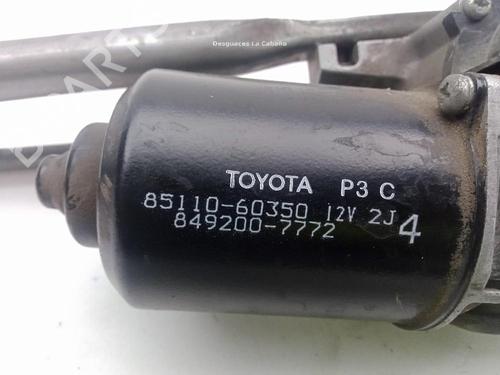 Desguaces La Cabaña
TOYOTA P3 C
85110-60350 12V 2J 4
849200-7772